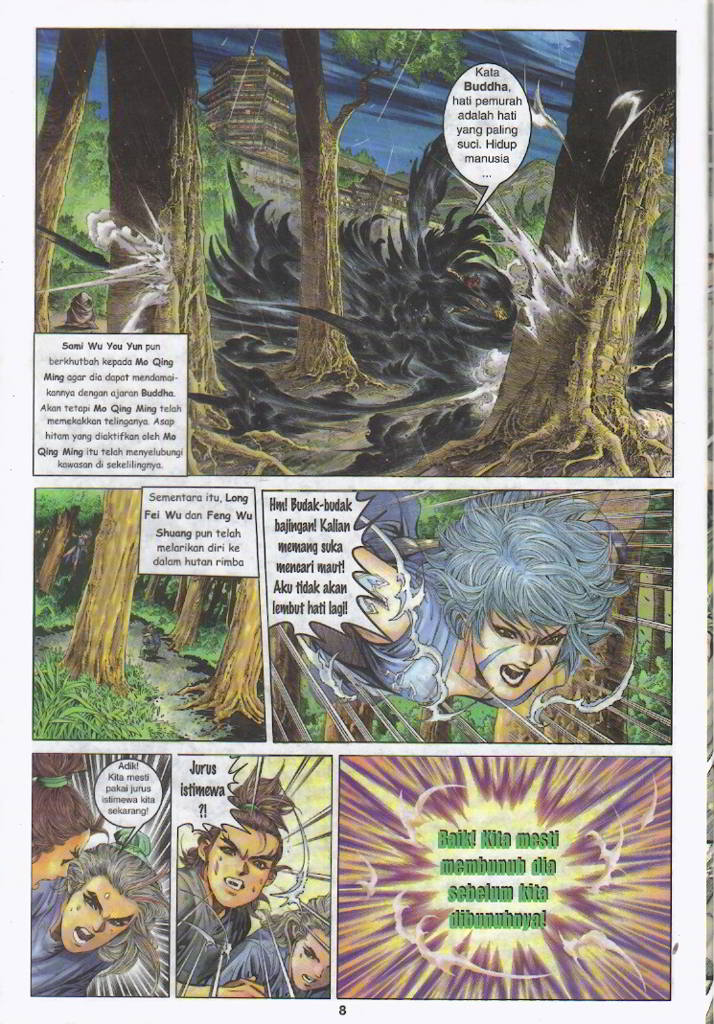 Kata
Buddha,
hati pemurah
adalah hati
yang paling
suci. Hidup
manusia
...
Sami Wu You Yun pun
berkhutbah kepada Mo Qing
Ming agar dia dapat mendamai-
kannya dengan ajaran Buddha.
Akan tetapi Mo Qing Ming telah
memekakkan telinganya. Asap
hitam yang diaktifkan oleh Mo
Qing Ming itu telah menyelubungi
kawasan di sekelilingnya.
Sementara itu, Long
Fei Wu dan Feng Wu
Shuang pun telah
melarikan diri ke
dalam hutan rimba
Hm! Budak-budak
bajingan! Kalian
memang suka
mencari maut!
Aku tidak akan
lembut hati lagi!
Adik!
Kita mesti
pakai jurus
istimewa kita
sekarang!
Jurus
istimewa
?!
Baik! Kita mesti
membunuh dia
sebelum kita
dibunuhnya!
8